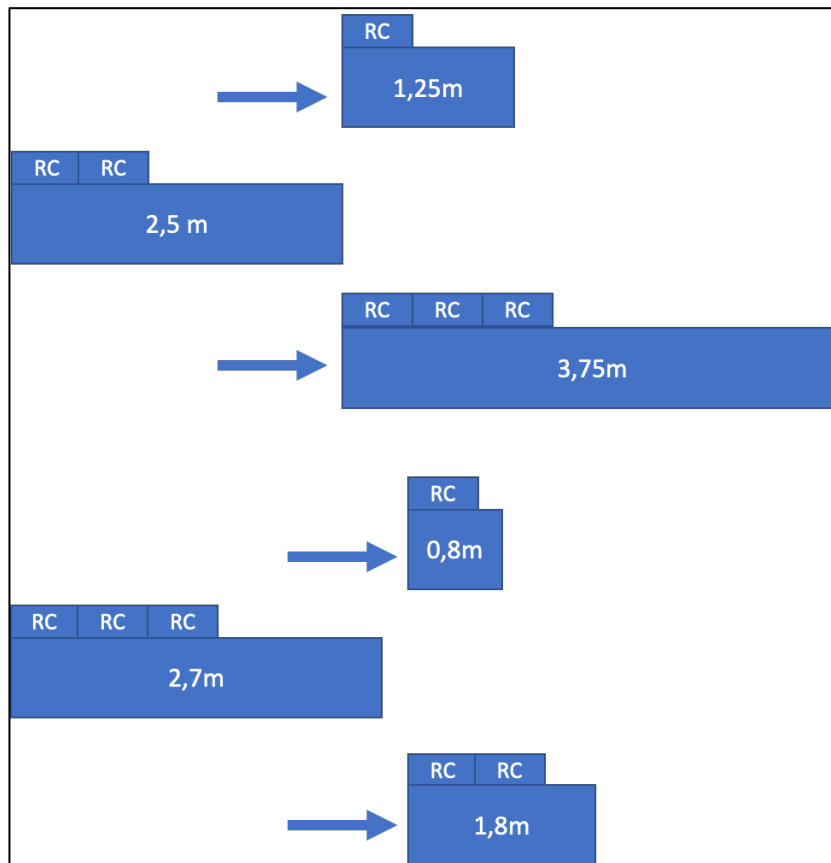 RC
1,25m
RC RC
2,5 m
RC RC RC
3,75m
RC
0,8m
RC RC RC
2,7m
RC RC
1,8m